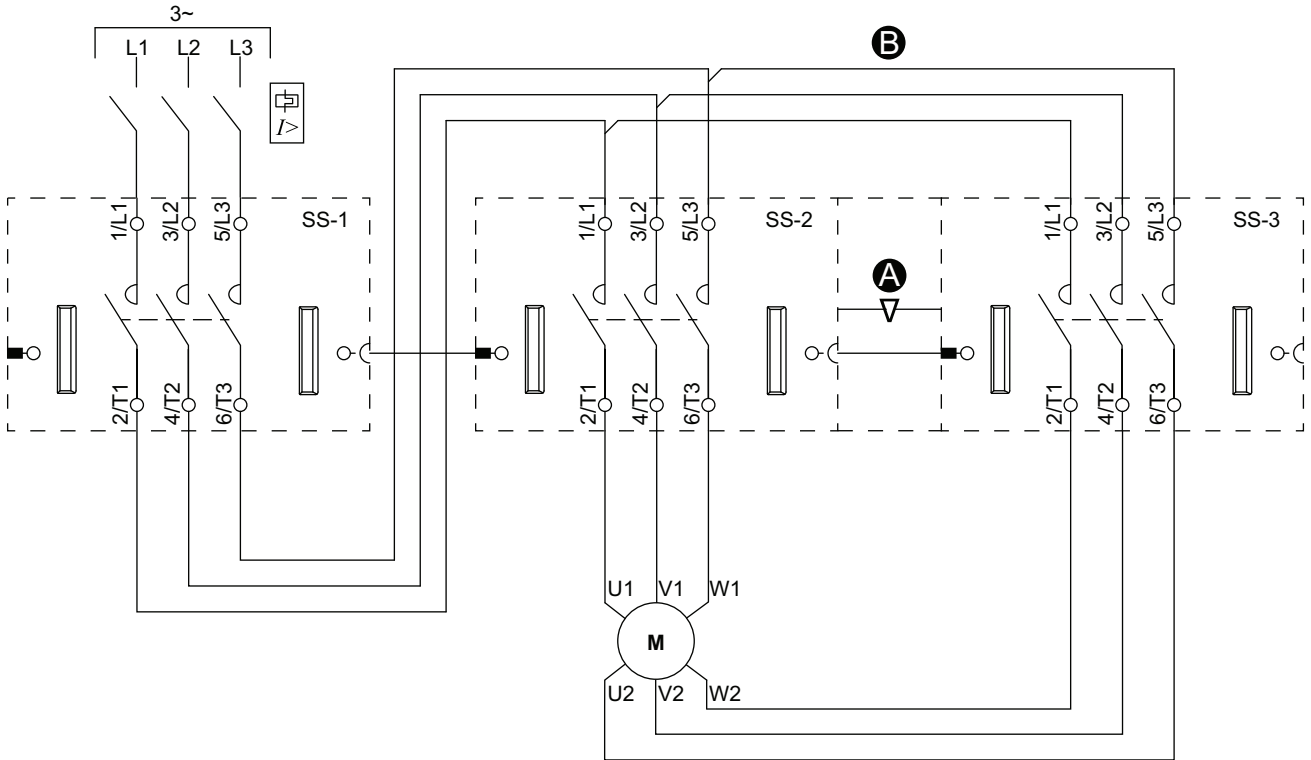 3~
L1 L2 L3
B
I>
1/L1 3/L2 5/L3 SS-1
1/L1 3/L2 5/L3 SS-2
1/L1 3/L2 5/L3 SS-3
A
2/T1 4/T2 6/T3
2/T1 4/T2 6/T3
2/T1 4/T2 6/T3
U1 V1 W1
M
U2 V2 W2